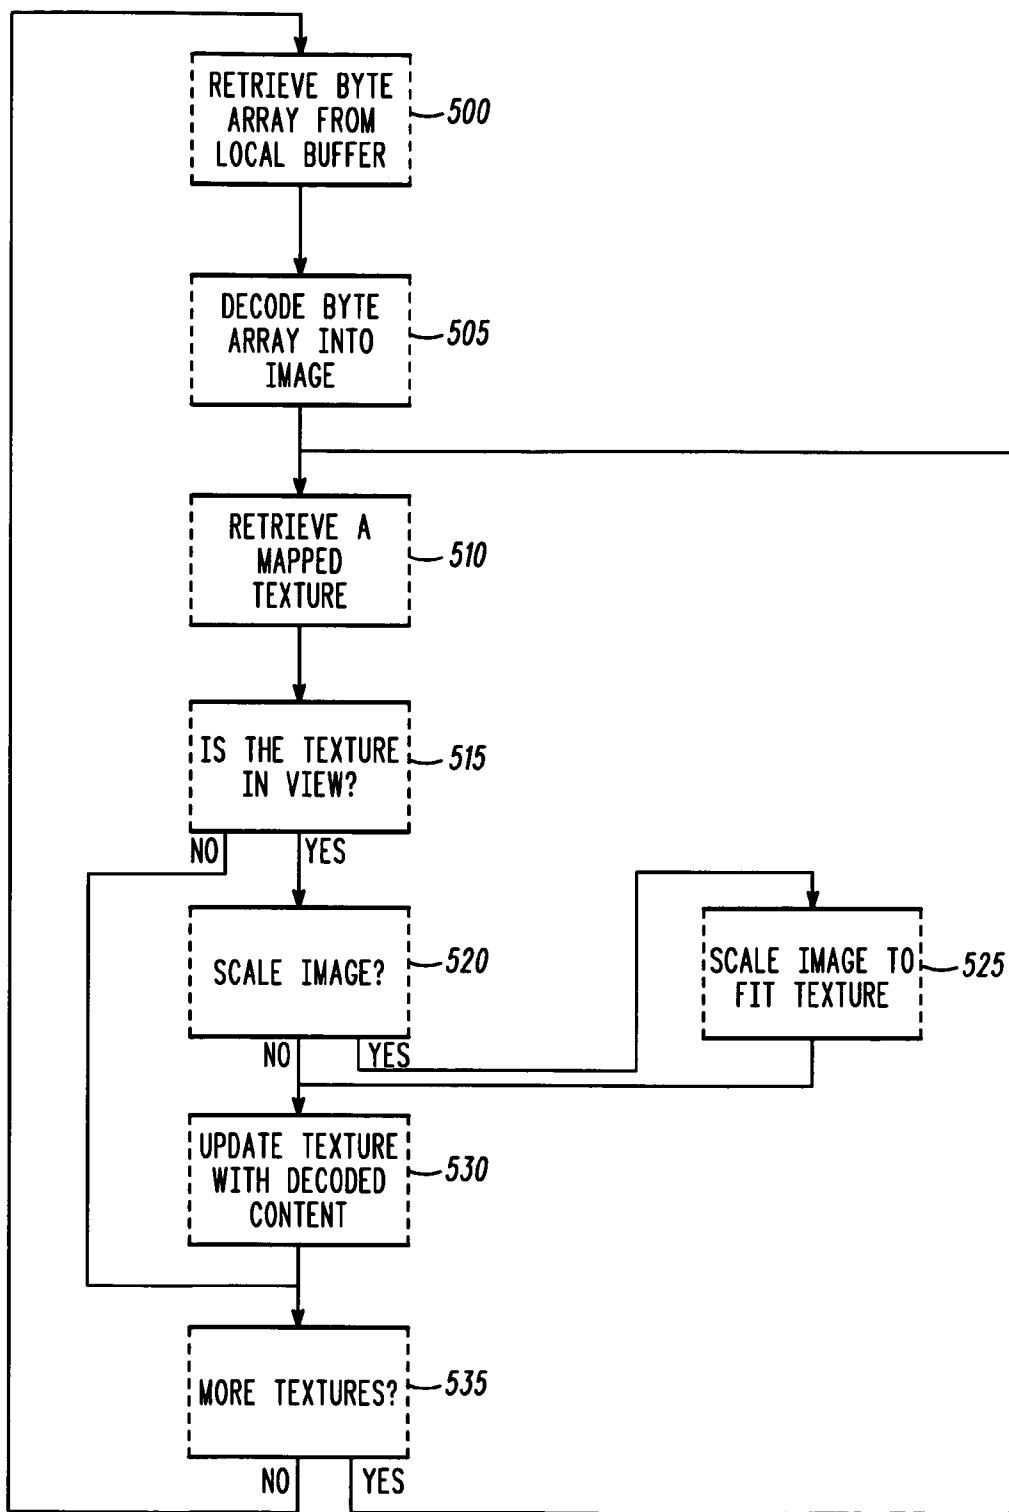 RETRIEVE BYTE
ARRAY FROM
LOCAL BUFFER
500
DECODE BYTE
ARRAY INTO
IMAGE
505
RETRIEVE A
MAPPED
TEXTURE
510
IS THE TEXTURE
IN VIEW?
515
NO
YES
SCALE IMAGE?
520
SCALE IMAGE TO
FIT TEXTURE
525
NO
YES
UPDATE TEXTURE
WITH DECODED
CONTENT
530
MORE TEXTURES?
535
NO
YES